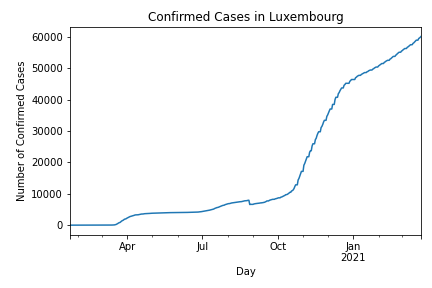 Confirmed Cases in Luxembourg
60000
50000
40000
30000
20000
10000
0
Number of Confirmed Cases
Apr
Jul
Oct
Jan
2021
Day